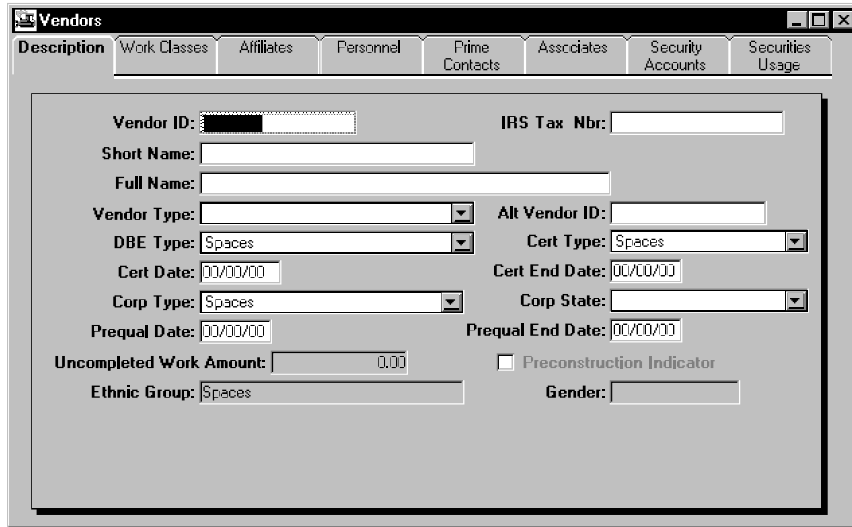 Vendors
Description Work Classes Affiliates Personnel Prime Contacts Associates Security Accounts Securities Usage
Vendor ID: IRS Tax Nbr:
Short Name:
Full Name:
Vendor Type: Alt Vendor ID:
DBE Type: Spaces Cert Type: Spaces
Cert Date: 00/00/00 Cert End Date: 00/00/00
Corp Type: Spaces Corp State:
Prequal Date: 00/00/00 Prequal End Date: 00/00/00
Uncompleted Work Amount: 0.00 Preconstruction Indicator
Ethnic Group: Spaces Gender: